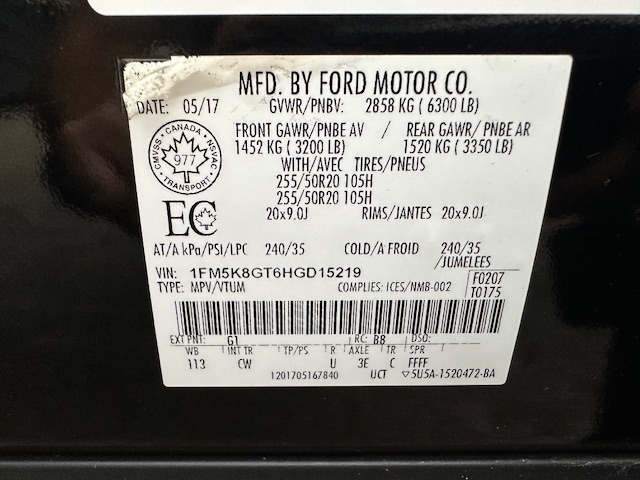 MFD. BY FORD MOTOR CO.
DATE: 05/17 GVWR/PNBV: 2858 KG ( 6300 LB)
FRONT GAWR/PNBE AV / REAR GAWR/PNBE AR
1452 KG ( 3200 LB) 1520 KG ( 3350 LB)
CANADA
CMVSS NSVAC
977
TRANSPORT
WITH/AVEC TIRES/PNEUS
255/50R20 105H
255/50R20 105H
EC
20x9.0J RIMS/JANTES 20x9.0J
AT/A kPa/PSI/LPC 240/35 COLD/A FROID 240/35
/JUMELEES
VIN: 1FM5K8GT6HGD15219 F0207
TYPE: MPV/VTUM COMPLIES: ICES/NMB-002 T0175
EXT PNT: G1 RC: B8 DSO:
WB INT TR TP/PS R AXLE TR SPR
113 CW U 3E C FFFF
1201705167840 UCT ▽5U5A-1520472-BA